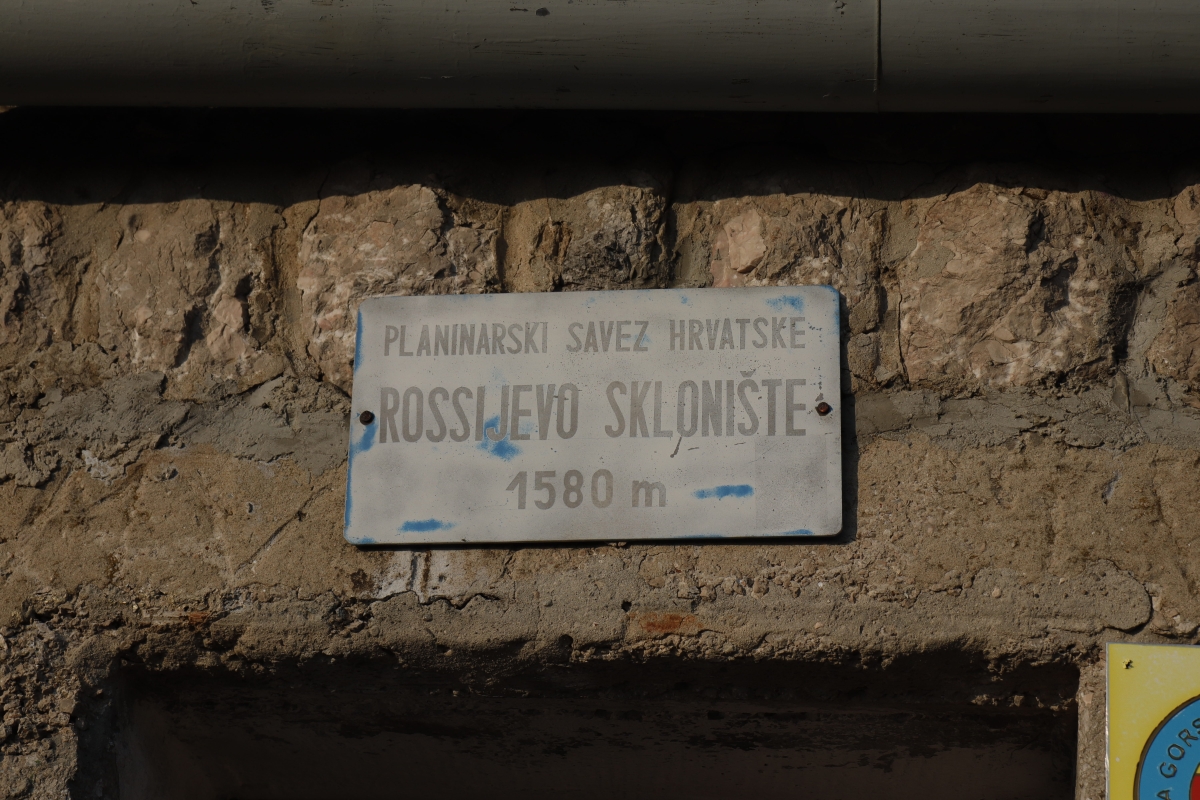 PLANINARSKI SAVEZ HRVATSKE
ROSSIJEVO SKLONIŠTE
1580 m